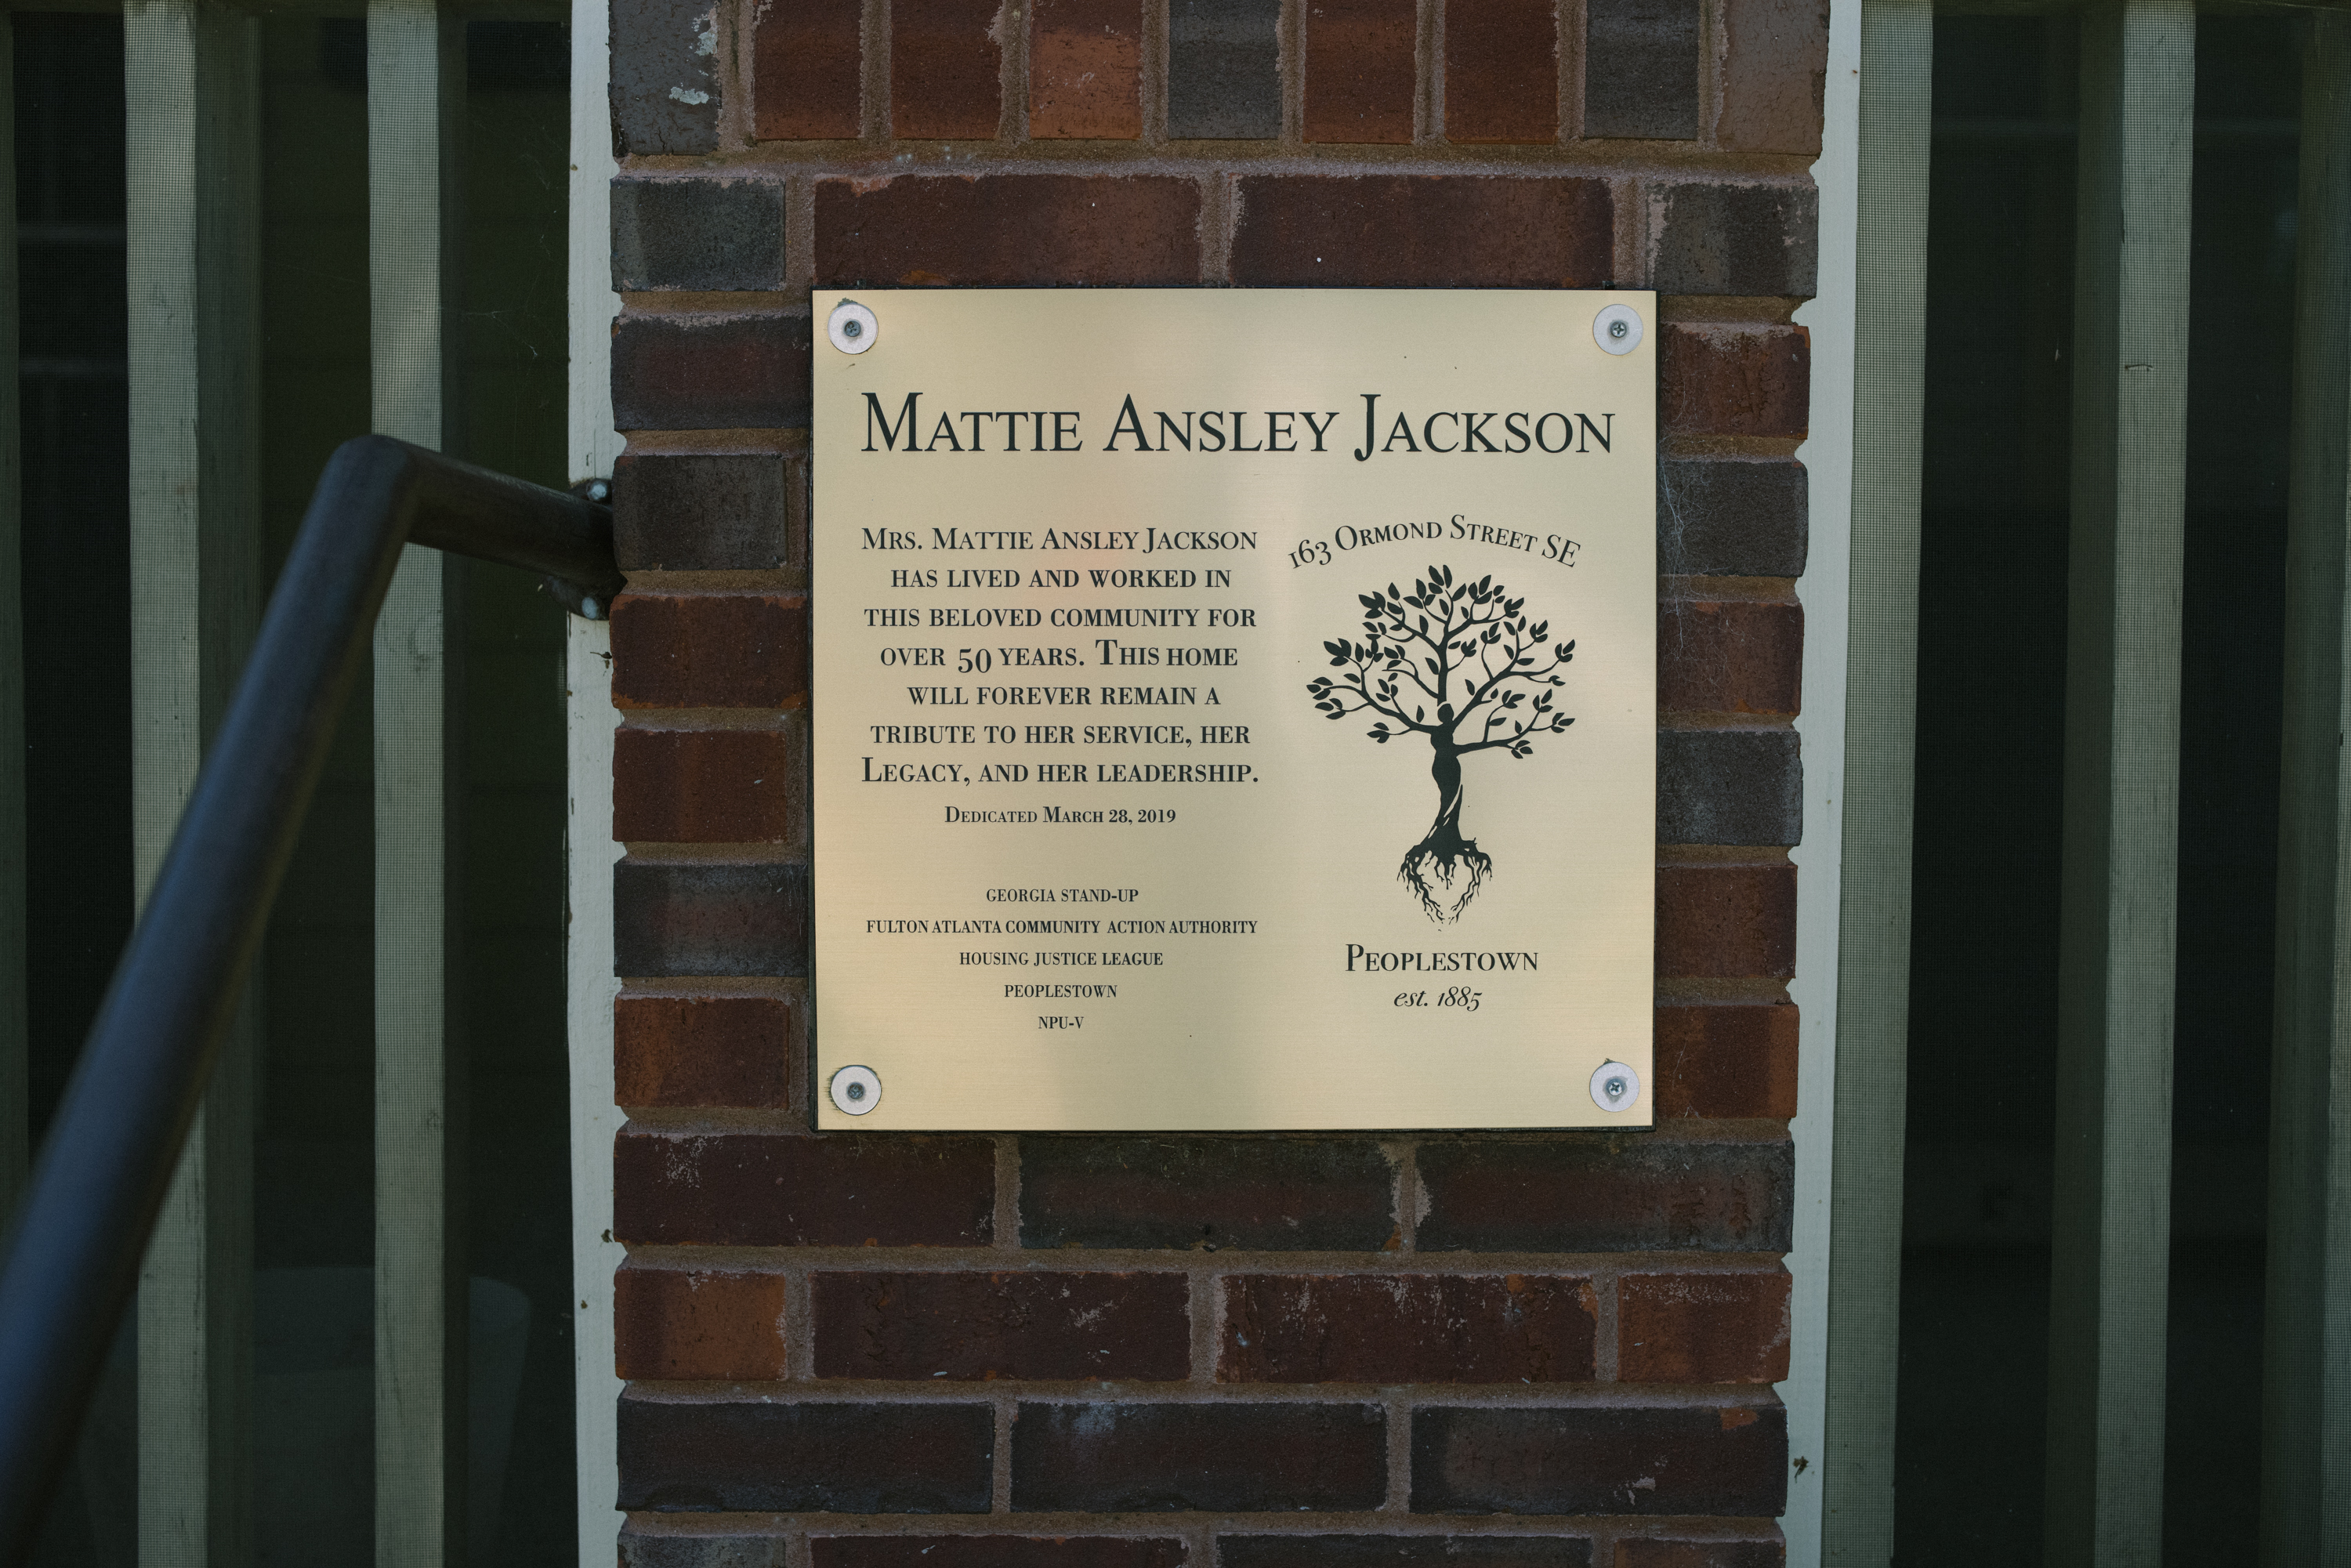 Mattie Ansley Jackson
Mrs. Mattie Ansley Jackson
has lived and worked in
this beloved community for
over 50 years. This home
will forever remain a
tribute to her service, her
Legacy, and her leadership.
Dedicated March 28, 2019
GEORGIA STAND-UP
FULTON ATLANTA COMMUNITY ACTION AUTHORITY
HOUSING JUSTICE LEAGUE
PEOPLESTOWN
NPU-V
163 Ormond Street SE
Peoplestown
est. 1885